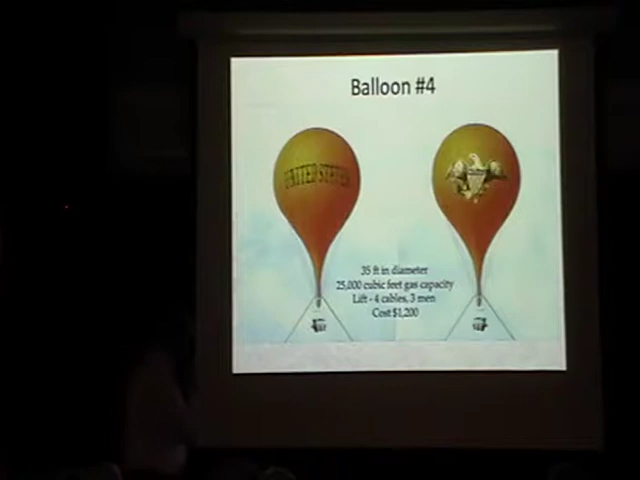 Balloon #4
UNITED STATES
35 ft in diameter
25,000 cubic feet gas capacity
Lift - 4 cables, 3 men
Cost $1,200